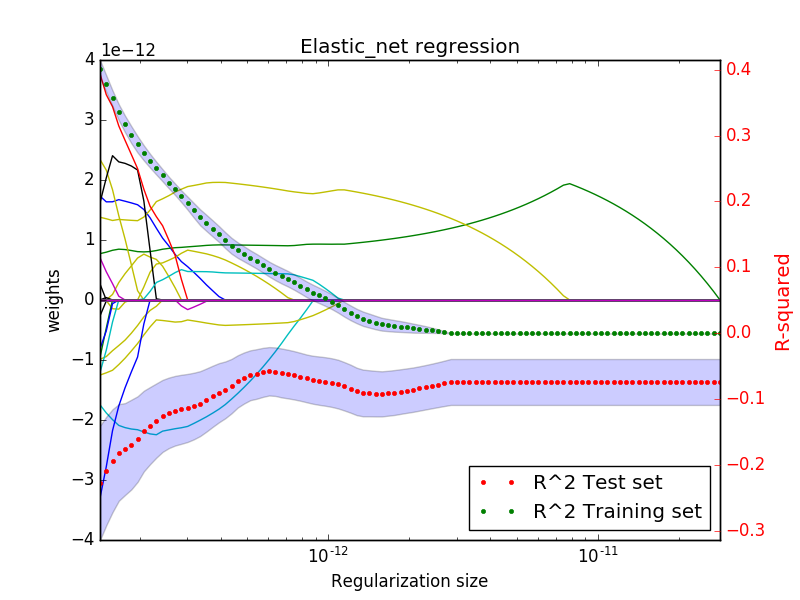 Elastic_net regression
1e−12
4
3
2
1
0
−1
−2
−3
−4
weights
0.4
0.3
0.2
0.1
0.0
−0.1
−0.2
−0.3
R-squared
R^2 Test set
R^2 Training set
10^-12
10^-11
Regularization size